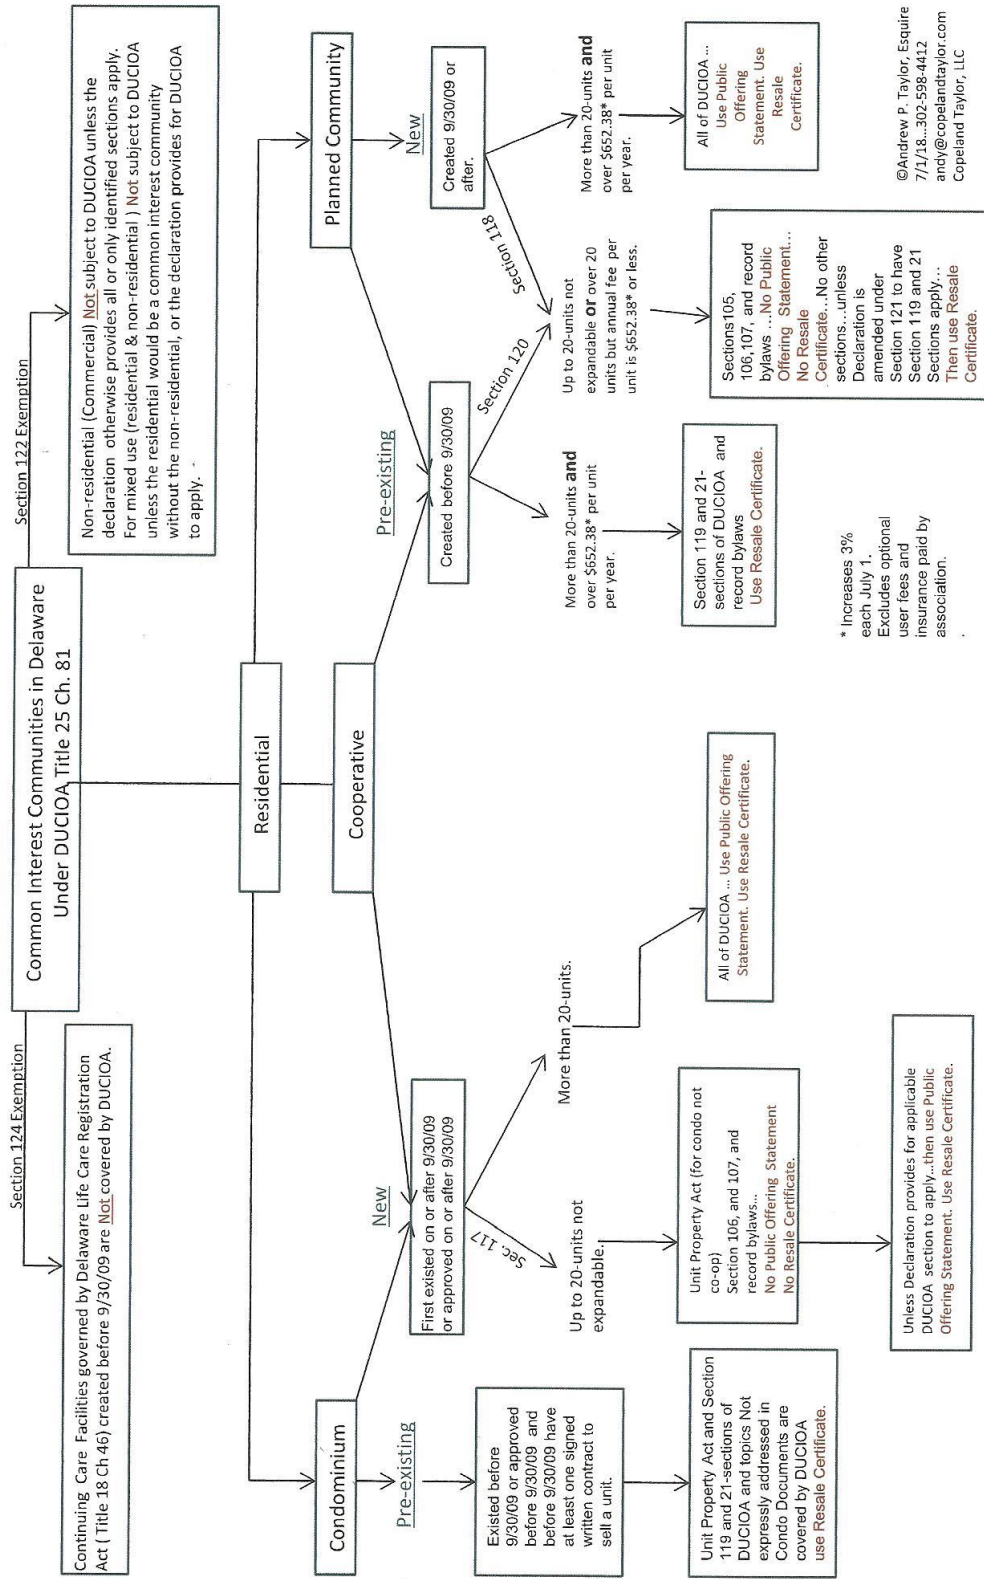 Common Interest Communities in Delaware
Under DUCIOA Title 25 Ch. 81
Section 124 Exemption
Section 122 Exemption
Continuing Care Facilities governed by Delaware Life Care Registration
Act ( Title 18 Ch 46) created before 9/30/09 are Not covered by DUCIOA.
Non-residential (Commercial) Not subject to DUCIOA unless the
declaration otherwise provides all or only identified sections apply.
For mixed use (residential & non-residential ) Not subject to DUCIOA
unless the residential would be a common interest community
without the non-residential, or the declaration provides for DUCIOA
to apply.
Residential
Condominium
Cooperative
Planned Community
Pre-existing
New
Pre-existing
New
Existed before
9/30/09 or approved
before 9/30/09 and
before 9/30/09 have
at least one signed
written contract to
sell a unit.
First existed on or after 9/30/09
or approved on or after 9/30/09
Created before 9/30/09
Created 9/30/09 or
after.
Sec. 117
Section 120
Section 118
Up to 20-units not
expandable.
More than 20-units.
More than 20-units and
over $652.38* per unit
per year.
Up to 20-units not
expandable or over 20
units but annual fee per
unit is $652.38* or less.
More than 20-units and
over $652.38* per unit
per year.
Unit Property Act and Section
119 and 21-sections of
DUCIOA and topics Not
expressly addressed in
Condo Documents are
covered by DUCIOA
use Resale Certificate.
Unit Property Act (for condo not
co-op)
Section 106, and 107, and
record bylaws...
No Public Offering Statement
No Resale Certificate.
Unless Declaration provides for applicable
DUCIOA section to apply...then use Public
Offering Statement. Use Resale Certificate.
All of DUCIOA ... Use Public Offering
Statement. Use Resale Certificate.
Section 119 and 21-
sections of DUCIOA and
record bylaws
Use Resale Certificate.
Sections105,
106,107, and record
bylaws ...No Public
Offering Statement...
No Resale
Certificate...No other
sections...unless
Declaration is
amended under
Section 121 to have
Section 119 and 21
Sections apply...
Then use Resale
Certificate.
All of DUCIOA ...
Use Public
Offering
Statement. Use
Resale
Certificate.
* Increases 3%
each July 1.
Excludes optional
user fees and
insurance paid by
association.
.
©Andrew P. Taylor, Esquire
7/1/18...302-598-4412
andy@copelandtaylor.com
Copeland Taylor, LLC